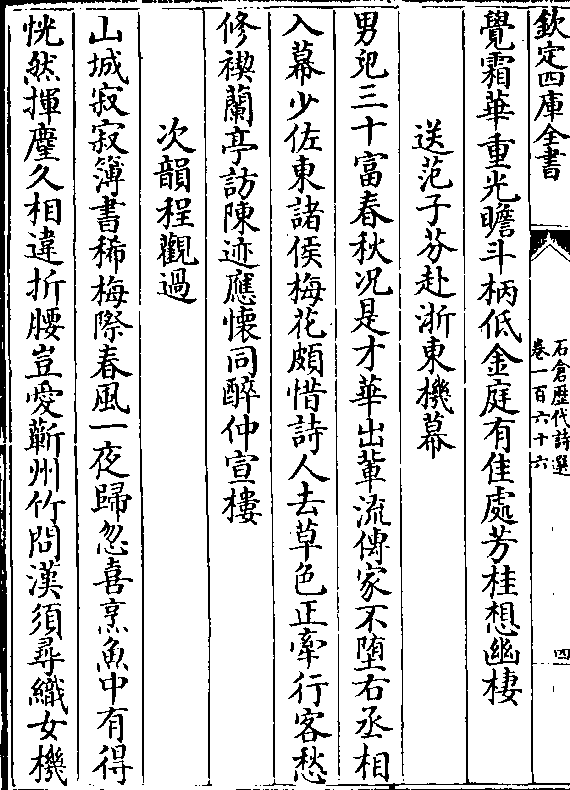 欽定四庫全書
石倉歷代詩選
卷一百六十六
四
覺霜華重光瞻斗柄低金庭有佳處芳桂想幽棲
送范子芬赴浙東機幕
男兒三十富春秋况是才華出軰流傳家不墮右丞相
入幕少佐東諸侯梅花頗惜詩人去草色正牽行客愁
修禊蘭亭訪陳迹應懷同醉仲宣樓
次韻程觀過
山城寂寂簿書稀梅際春風一夜歸忽喜烹魚中有得
恍然揮麈久相違折腰豈愛蘄州竹問漢須尋織女機